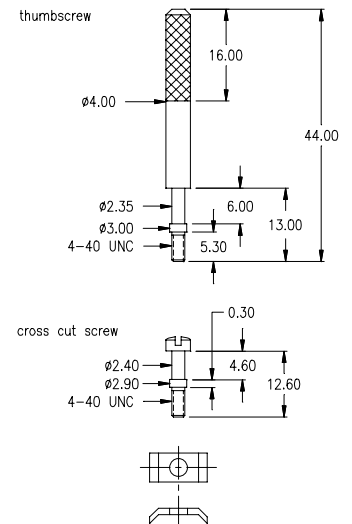 thumbscrew
16.00
ø4.00
44.00
ø2.35
6.00
ø3.00
13.00
4-40 UNC
5.30
0.30
cross cut screw
ø2.40
4.60
ø2.90
12.60
4-40 UNC